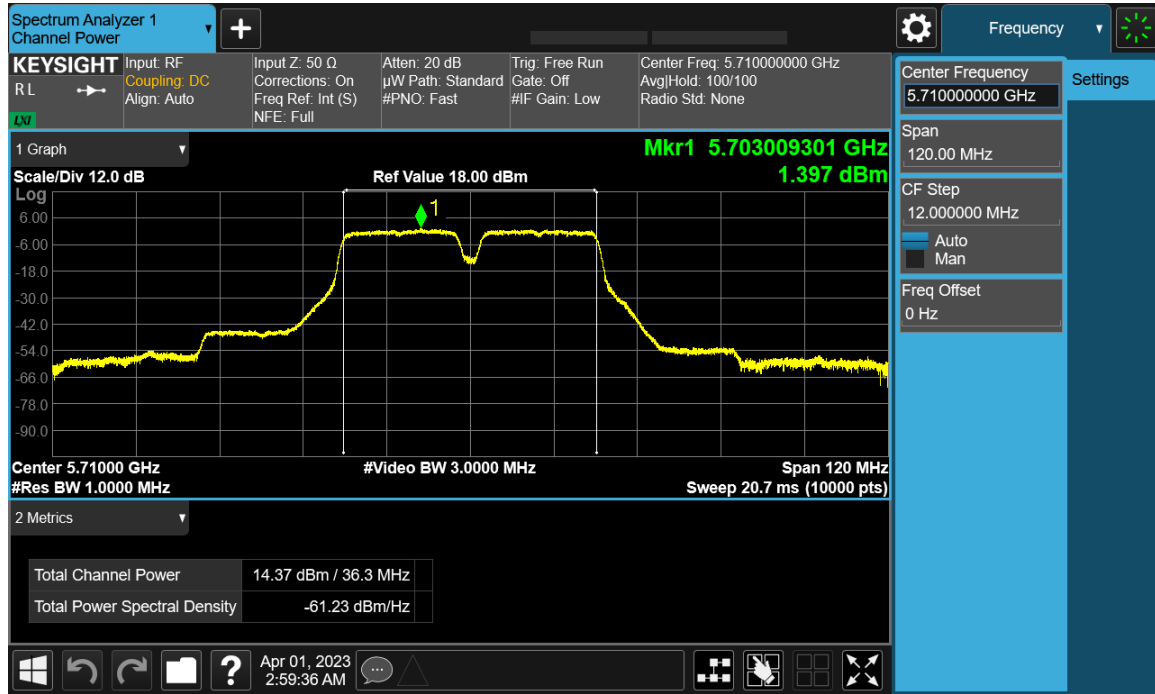 Spectrum Analyzer 1
Channel Power
Frequency
KEYSIGHT
R L
LXI
Input: RF
Coupling: DC
Align: Auto
Input Z: 50 Ω
Corrections: On
Freq Ref: Int (S)
NFE: Full
Atten: 20 dB
µW Path: Standard
#PNO: Fast
Trig: Free Run
Gate: Off
#IF Gain: Low
Center Freq: 5.710000000 GHz
Avg|Hold: 100/100
Radio Std: None
Center Frequency
5.710000000 GHz
Settings
Span
120.00 MHz
CF Step
12.000000 MHz
Auto
Man
Freq Offset
0 Hz
1 Graph
Mkr1 5.703009301 GHz
1.397 dBm
Scale/Div 12.0 dB
Ref Value 18.00 dBm
Log
1
6.00
-6.00
-18.0
-30.0
-42.0
-54.0
-66.0
-78.0
-90.0
Center 5.71000 GHz
#Video BW 3.0000 MHz
Span 120 MHz
#Res BW 1.0000 MHz
Sweep 20.7 ms (10000 pts)
2 Metrics
Total Channel Power 14.37 dBm / 36.3 MHz
Total Power Spectral Density -61.23 dBm/Hz
?
Apr 01, 2023
2:59:36 AM